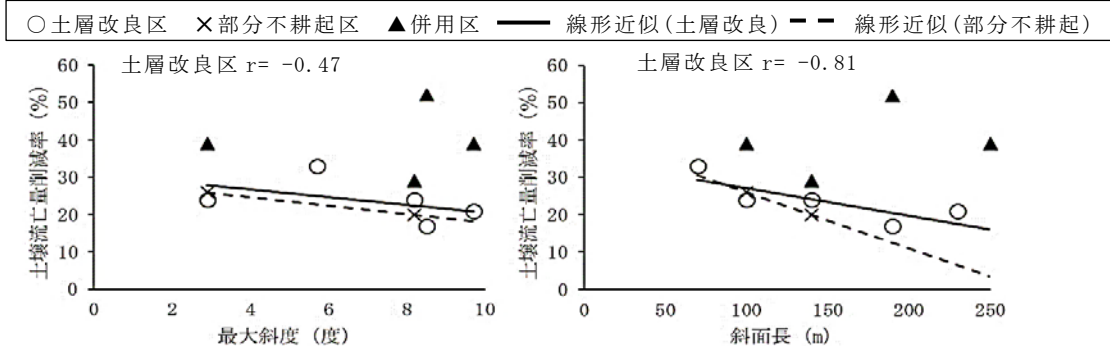 ○土層改良区 ×部分不耕起区 ▲併用区 線形近似(土層改良) 線形近似(部分不耕起)
土層改良区 r= -0.47
土壌流亡量削減率 (%)
60
50
40
30
20
10
0
0 2 4 6 8 10
最大斜度 (度)
土層改良区 r= -0.81
土壌流亡量削減率 (%)
60
50
40
30
20
10
0
50 100 150 200 250
斜面長 (m)